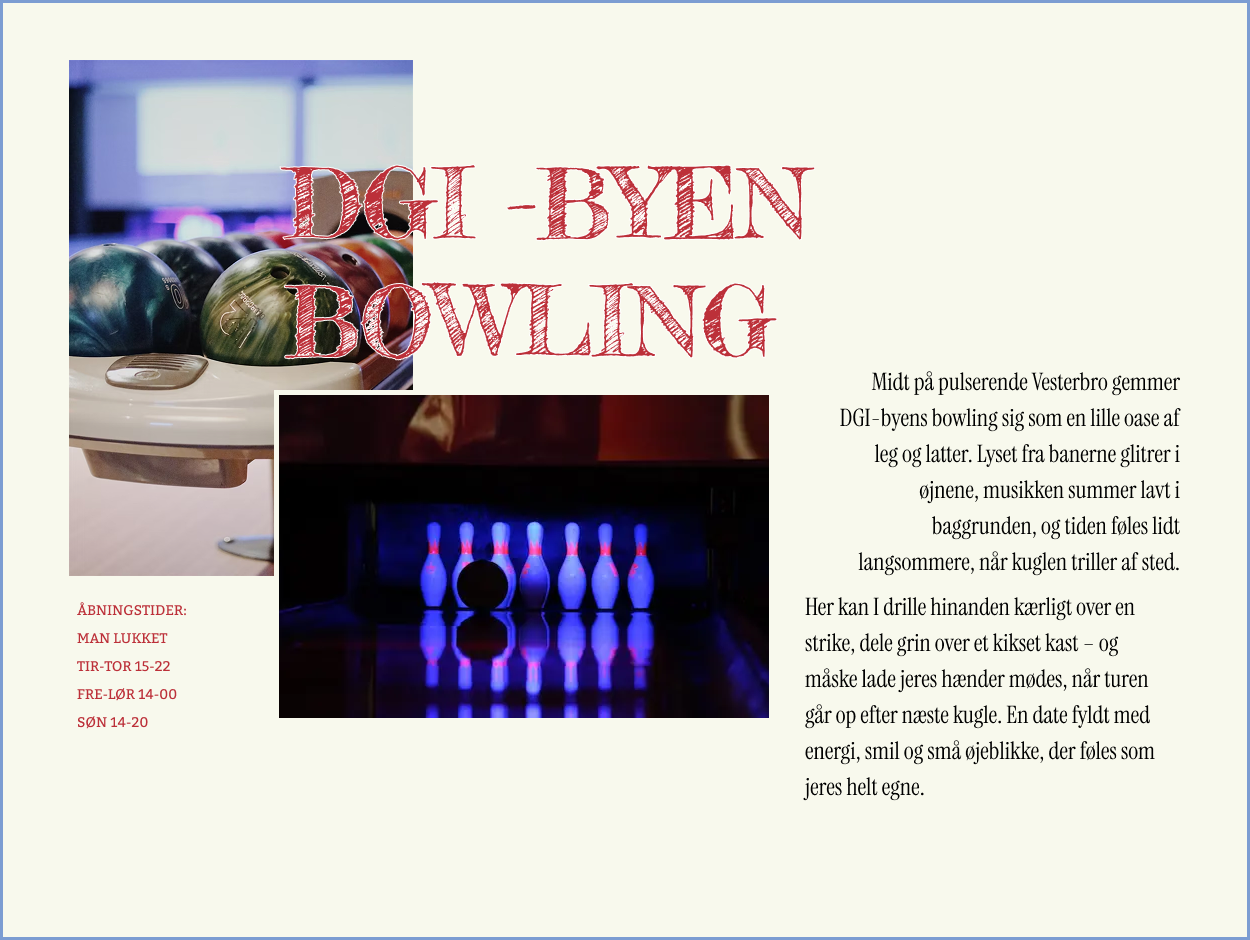 DGI -BYEN
BOWLING
Midt på pulserende Vesterbro gemmer
DGI-byens bowling sig som en lille oase af
leg og latter. Lyset fra banerne glitrer i
øjnene, musikken summer lavt i
baggrunden, og tiden føles lidt
langsommere, når kuglen triller af sted.
Her kan I drille hinanden kærligt over en
strike, dele grin over et kikset kast – og
måske lade jeres hænder mødes, når turen
går op efter næste kugle. En date fyldt med
energi, smil og små øjeblikke, der føles som
jeres helt egne.
ÅBNINGSTIDER:
MAN LUKKET
TIR-TOR 15-22
FRE-LØR 14-00
SØN 14-20